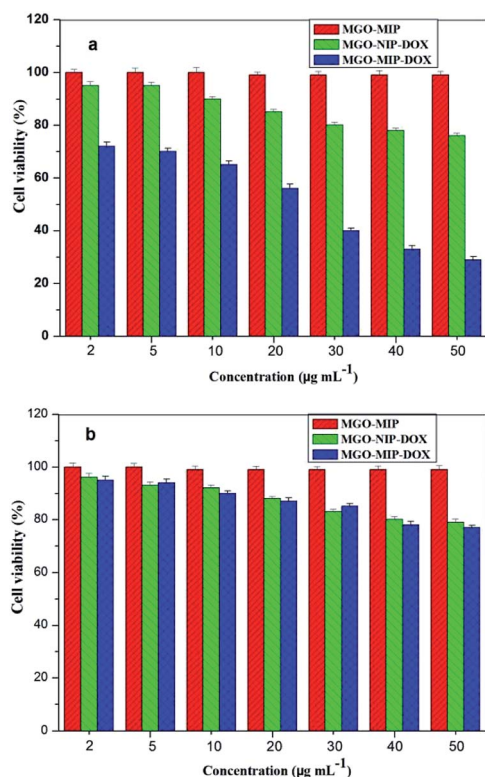 120
a
MGO-MIP
MGO-NIP-DOX
MGO-MIP-DOX
100
80
60
40
20
0
Cell viability (%)
2 5 10 20 30 40 50
Concentration (µg mL⁻¹)
120
b
MGO-MIP
MGO-NIP-DOX
MGO-MIP-DOX
100
80
60
40
20
0
Cell viability (%)
2 5 10 20 30 40 50
Concentration (µg mL⁻¹)